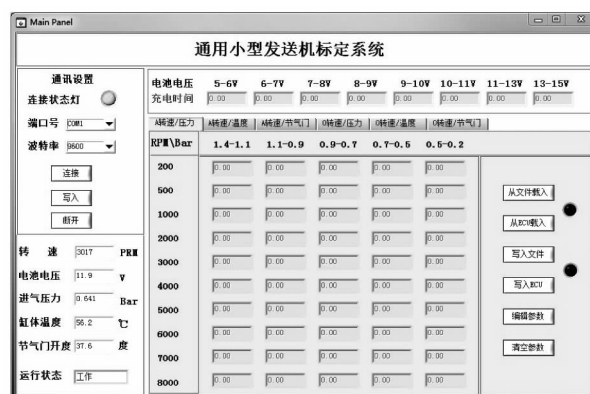 Main Panel
通用小型发送机标定系统
通讯设置
连接状态灯
端口号 COM1
波特率 9600
连接
写入
断开
转 速 3017 PRM
电池电压 11.9 V
进气压力 0.641 Bar
缸体温度 56.2 ℃
节气门开度 37.6 度
运行状态 工作
电池电压 5-6V 6-7V 7-8V 8-9V 9-10V 10-11V 11-13V 13-15V
充电时间 0.00 0.00 0.00 0.00 0.00 0.00 0.00 0.00
A转速/压力 A转速/温度 A转速/节气门 O转速/压力 O转速/温度 O转速/节气门
RPM\Bar 1.4-1.1 1.1-0.9 0.9-0.7 0.7-0.5 0.5-0.2
200 0.00 0.00 0.00 0.00 0.00
500 0.00 0.00 0.00 0.00 0.00
1000 0.00 0.00 0.00 0.00 0.00
2000 0.00 0.00 0.00 0.00 0.00
3000 0.00 0.00 0.00 0.00 0.00
4000 0.00 0.00 0.00 0.00 0.00
5000 0.00 0.00 0.00 0.00 0.00
6000 0.00 0.00 0.00 0.00 0.00
7000 0.00 0.00 0.00 0.00 0.00
8000 0.00 0.00 0.00 0.00 0.00
从文件载入
从ECU载入
写入文件
写入ECU
编辑参数
清空参数